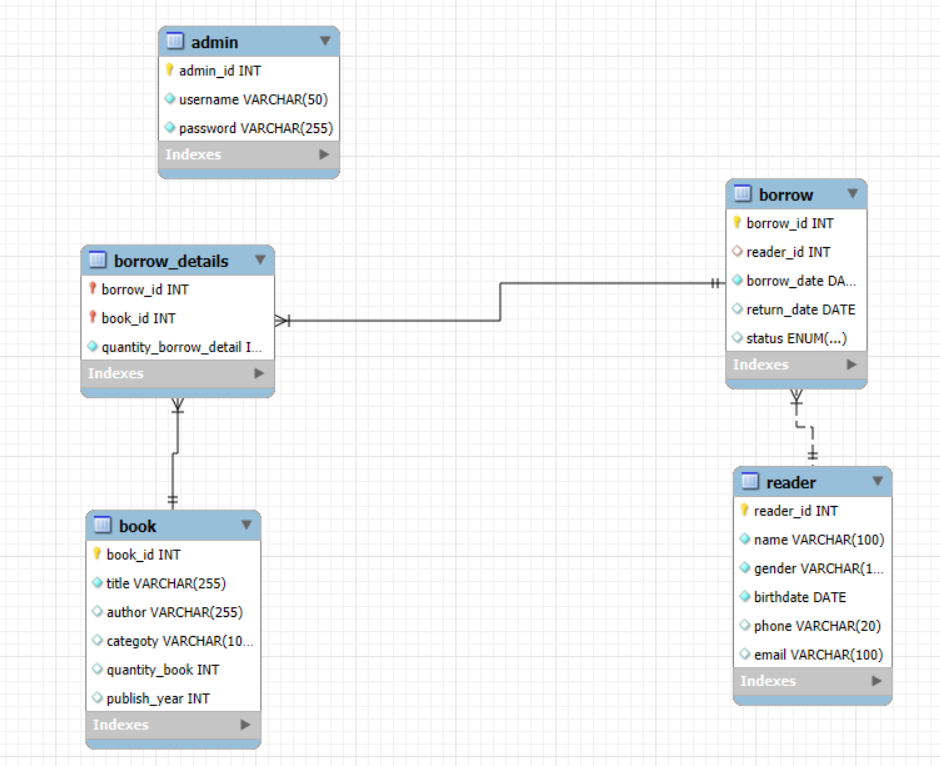 admin
admin_id INT
username VARCHAR(50)
password VARCHAR(255)
Indexes
borrow
borrow_id INT
reader_id INT
borrow_date DA...
return_date DATE
status ENUM(...)
Indexes
borrow_details
borrow_id INT
book_id INT
quantity_borrow_detail I...
Indexes
book
book_id INT
title VARCHAR(255)
author VARCHAR(255)
categoty VARCHAR(10...
quantity_book INT
publish_year INT
Indexes
reader
reader_id INT
name VARCHAR(100)
gender VARCHAR(1...
birthdate DATE
phone VARCHAR(20)
email VARCHAR(100)
Indexes